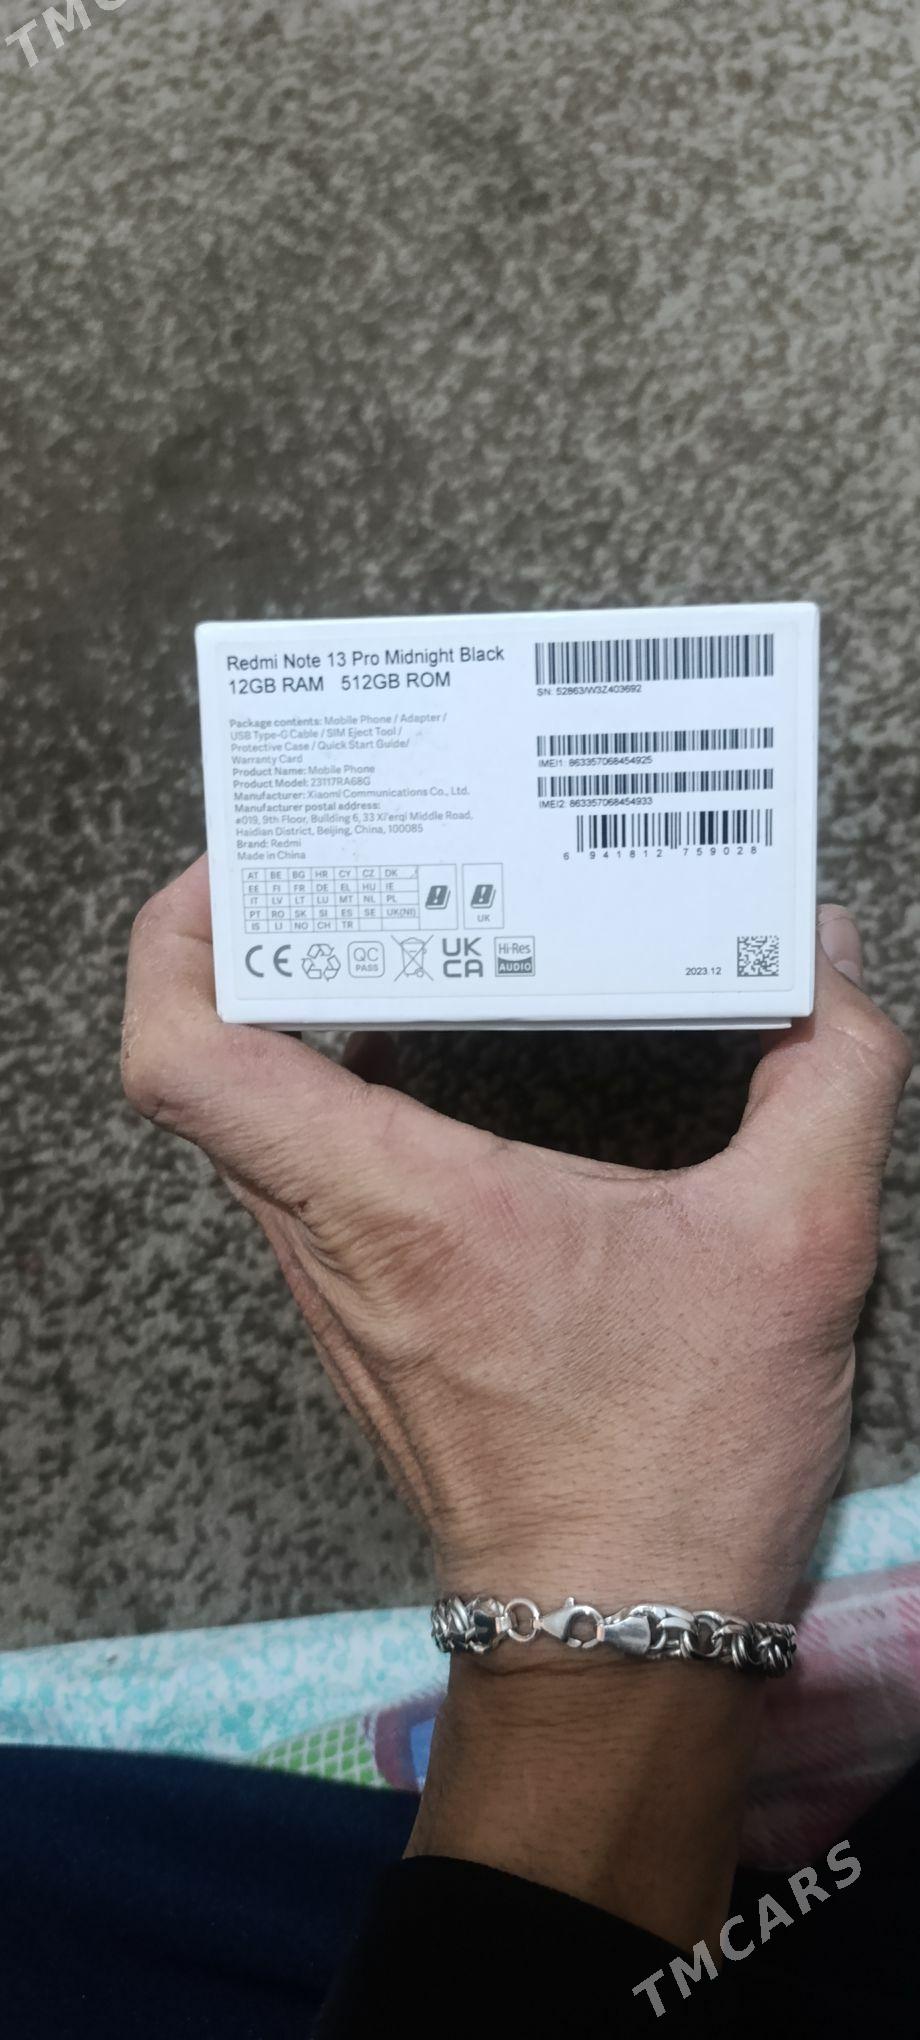 TMC
Redmi Note 13 Pro Midnight Black
12GB RAM 512GB ROM
Package contents: Mobile Phone / Adapter /
USB Type-C Cable / SIM Eject Tool /
Protective Case / Quick Start Guide/
Warranty Card
Product Name: Mobile Phone
Product Model: 23117RA68G
Manufacturer: Xiaomi Communications Co., Ltd.
Manufacturer postal address:
#019, 9th Floor, Building 6, 33 Xi'erqi Middle Road,
Haidian District, Beijing, China, 100085
Brand: Redmi
Made in China
SN: 52863/W3Z403692
IMEI1: 863357068454925
IMEI2: 863357068454933
6 941812 759028
AT BE BG HR CY CZ DK
EE FI FR DE EL HU IE
IT LV LT LU MT NL PL
PT RO SK SI ES SE UK(NI)
IS LI NO CH TR
UK
CE
QC
PASS
UK
CA
Hi-Res
AUDIO
2023.12
TMCARS